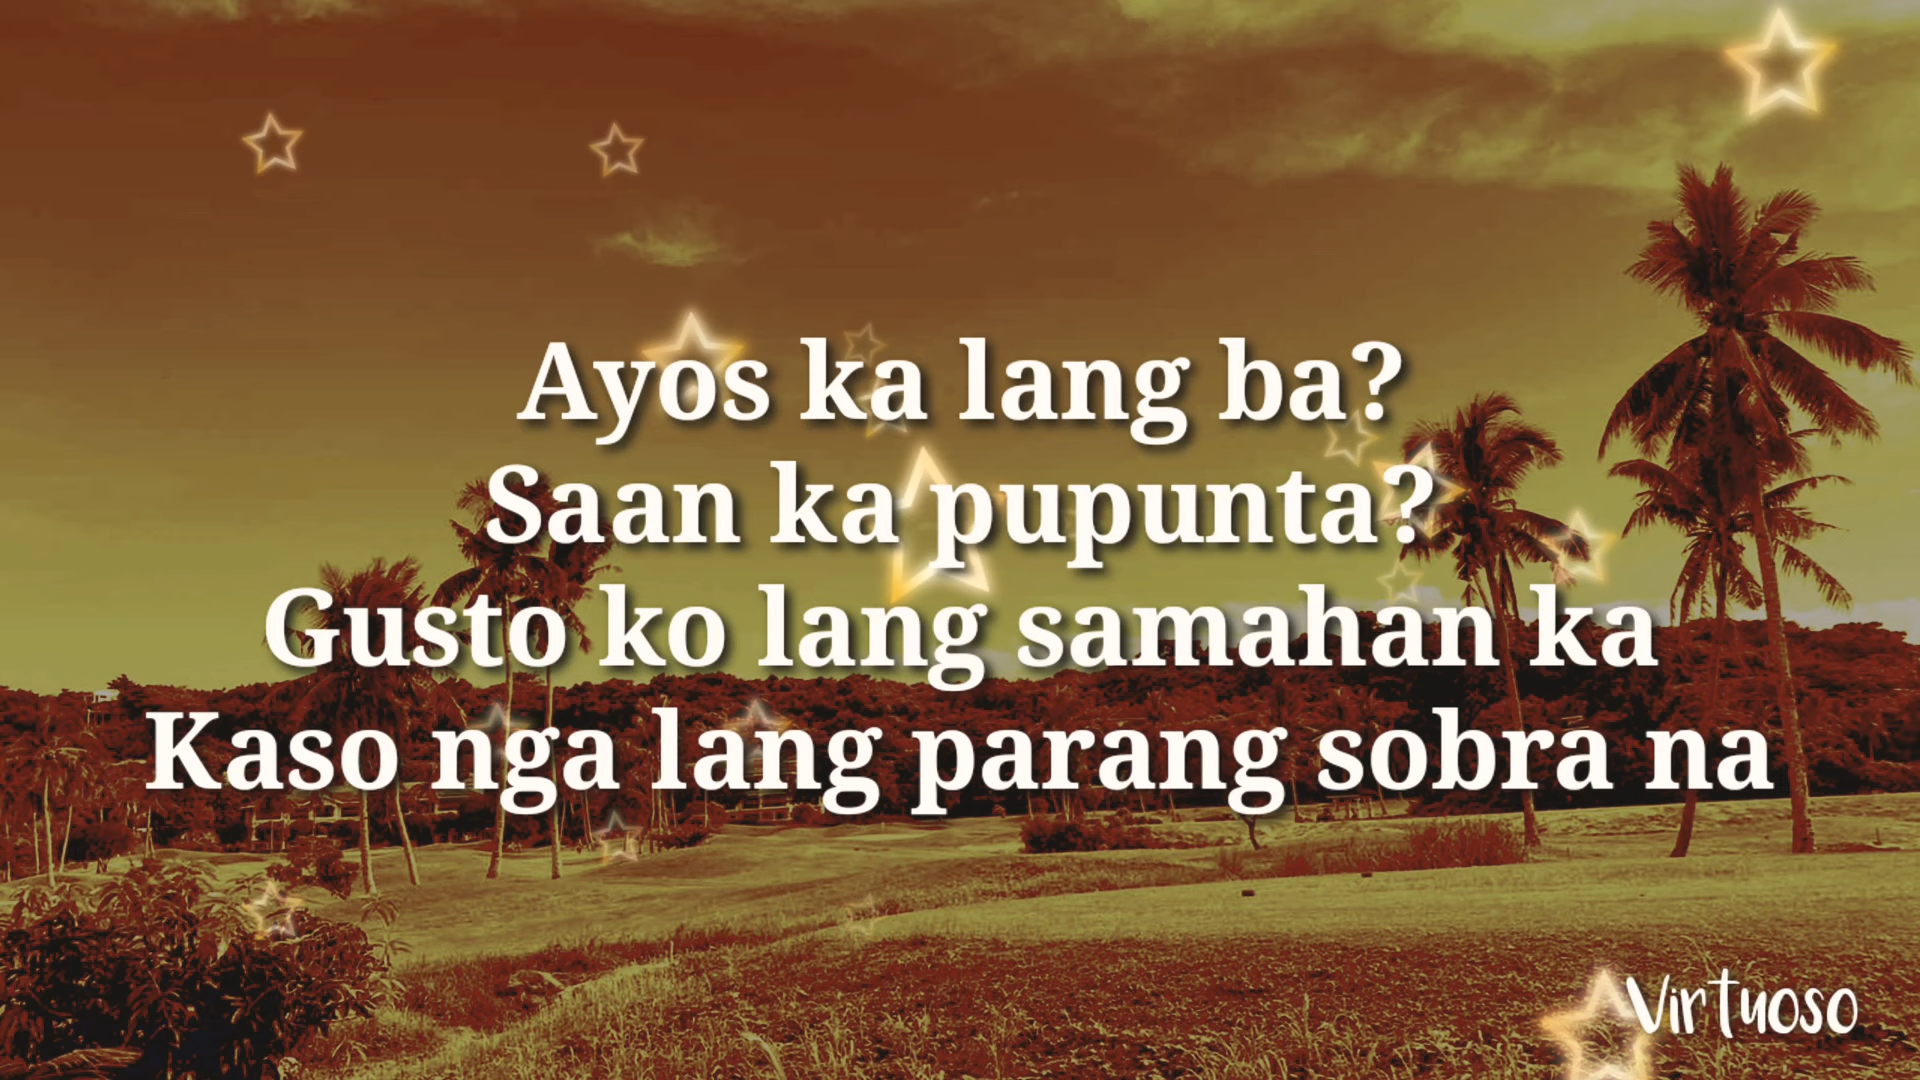 Ayos ka lang ba?
Saan ka pupunta?
Gusto ko lang samahan ka
Kaso nga lang parang sobra na
Virtuoso